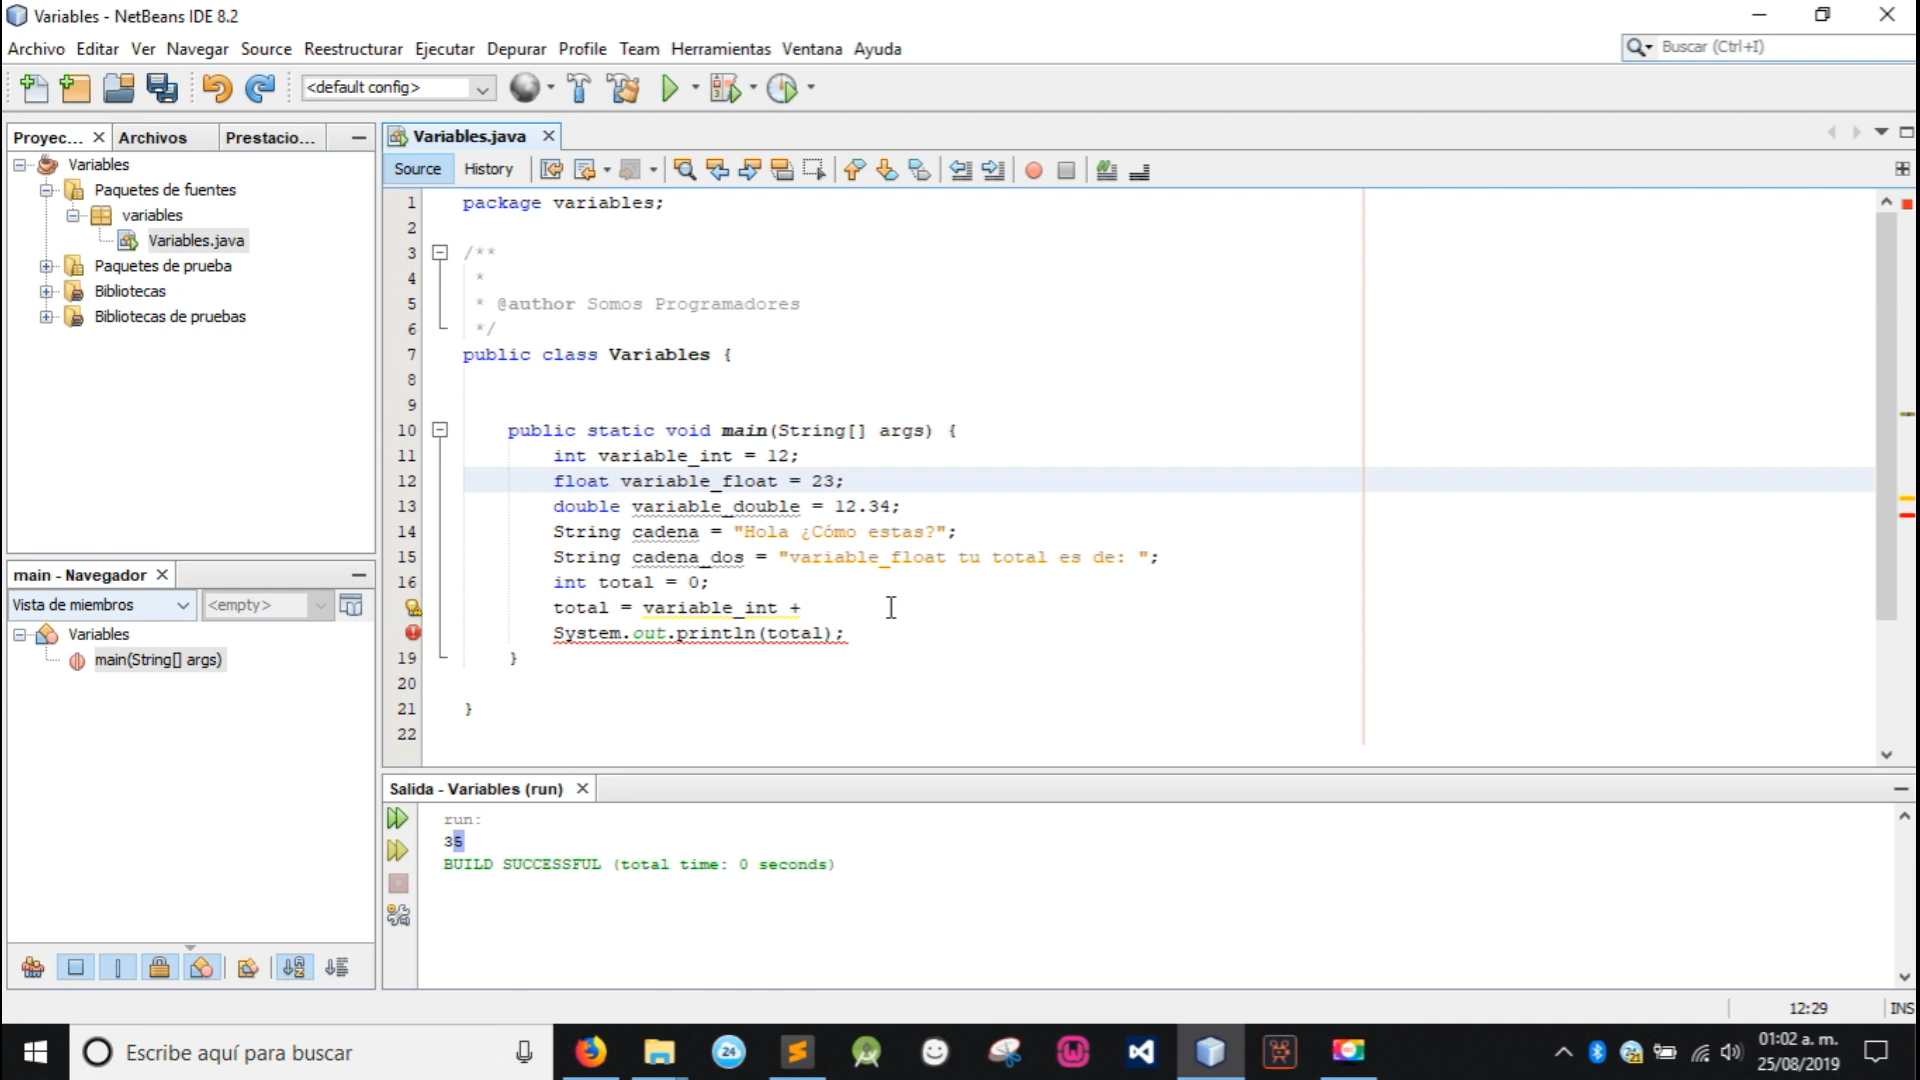 Variables - NetBeans IDE 8.2
Archivo Editar Ver Navegar Source Reestructurar Ejecutar Depurar Profile Team Herramientas Ventana Ayuda
Buscar (Ctrl+I)
<default config>
Proyec... Archivos Prestacio...
Variables
Paquetes de fuentes
variables
Variables.java
Paquetes de prueba
Bibliotecas
Bibliotecas de pruebas
main - Navegador
Vista de miembros <empty>
Variables
main(String[] args)
Variables.java
Source History
1 package variables;
2
3 /**
4 *
5 * @author Somos Programadores
6 */
7 public class Variables {
8
9
10 public static void main(String[] args) {
11 int variable_int = 12;
12 float variable_float = 23;
13 double variable_double = 12.34;
14 String cadena = "Hola ¿Cómo estas?";
15 String cadena_dos = "variable_float tu total es de: ";
16 int total = 0;
total = variable_int +
System.out.println(total);
19 }
20
21 }
22
Salida - Variables (run)
run:
35
BUILD SUCCESSFUL (total time: 0 seconds)
12:29 INS
Escribe aquí para buscar
24
01:02 a. m.
25/08/2019